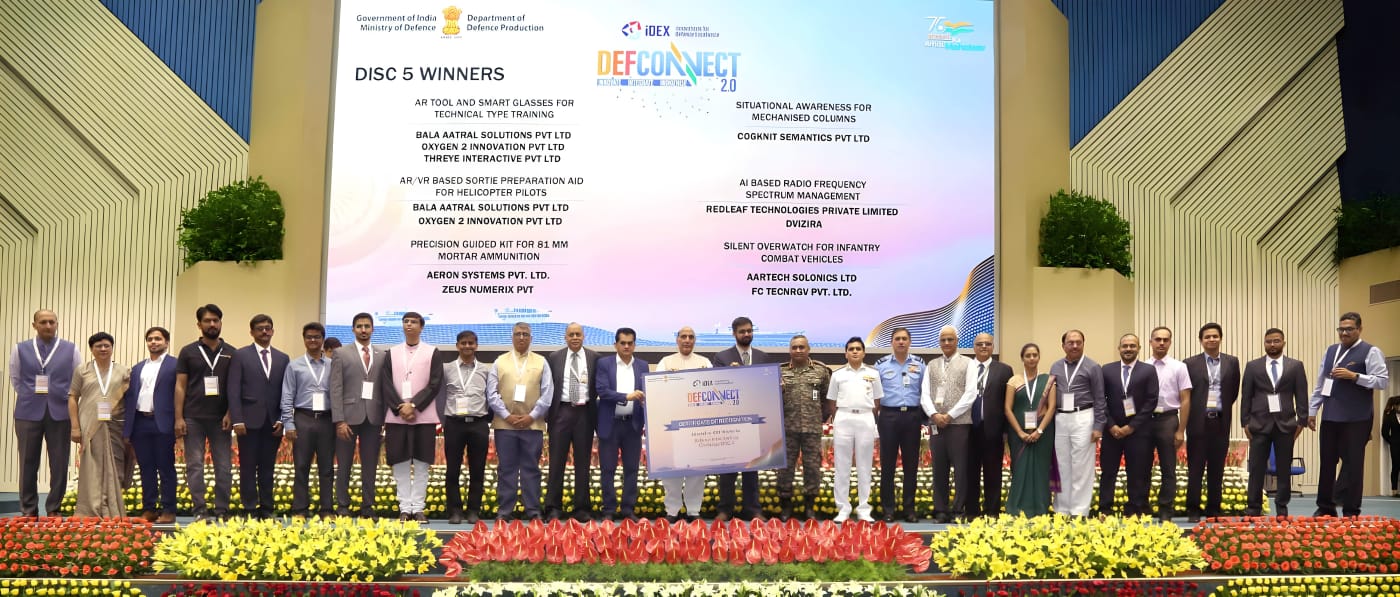 Government of India
Ministry of Defence
Department of
Defence Production
iDEX
75
DEFCONNECT
2.0
DISC 5 WINNERS
AR TOOL AND SMART GLASSES FOR
TECHNICAL TYPE TRAINING
BALA AATRAL SOLUTIONS PVT LTD
OXYGEN 2 INNOVATION PVT LTD
THREYE INTERACTIVE PVT LTD
AR/VR BASED SORTIE PREPARATION AID
FOR HELICOPTER PILOTS
BALA AATRAL SOLUTIONS PVT LTD
OXYGEN 2 INNOVATION PVT LTD
PRECISION GUIDED KIT FOR 81 MM
MORTAR AMMUNITION
AERON SYSTEMS PVT. LTD.
ZEUS NUMERIX PVT
SITUATIONAL AWARENESS FOR
MECHANISED COLUMNS
COGKNIT SEMANTICS PVT LTD
AI BASED RADIO FREQUENCY
SPECTRUM MANAGEMENT
REDLEAF TECHNOLOGIES PRIVATE LIMITED
DVIZIRA
SILENT OVERWATCH FOR INFANTRY
COMBAT VEHICLES
AARTECH SOLONICS LTD
FC TECNRGV PVT. LTD.
iDEX
DEFCONNECT
2.0
CERTIFICATE OF RECOGNITION